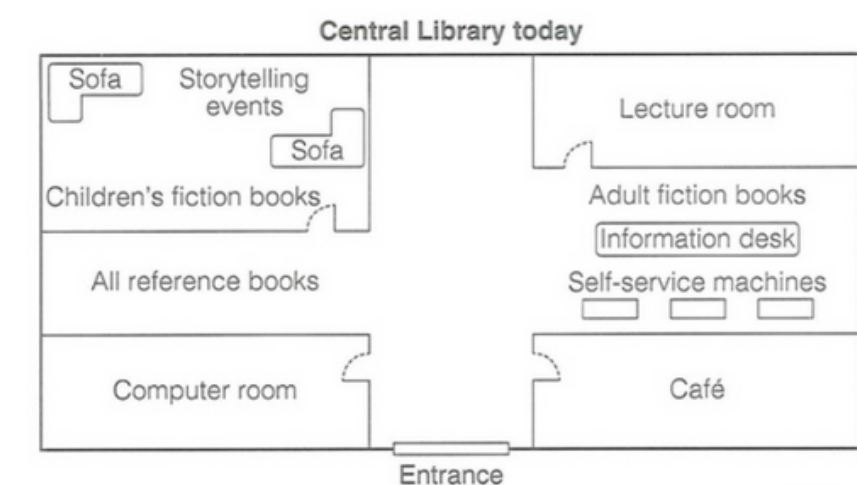 Central Library today
Sofa
Storytelling
events
Sofa
Children's fiction books
All reference books
Computer room
Lecture room
Adult fiction books
Information desk
Self-service machines
Café
Entrance